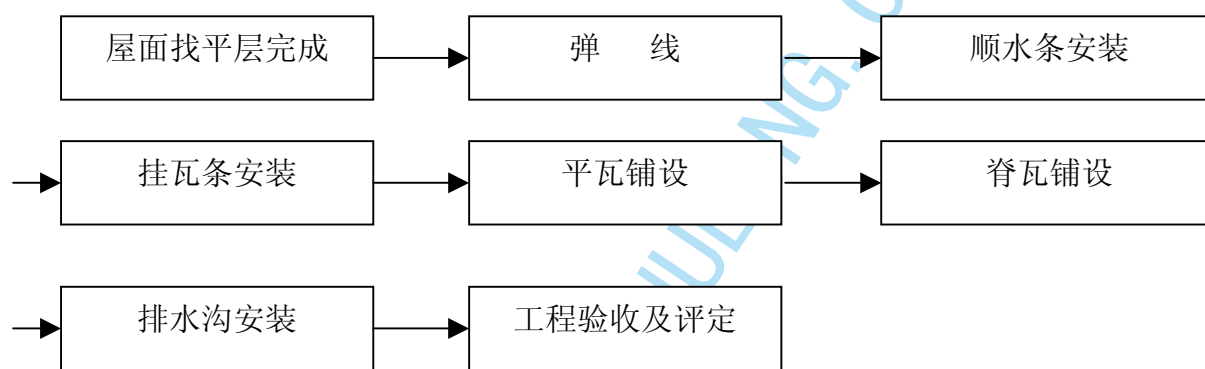 屋面找平层完成
弹 线
顺水条安装
挂瓦条安装
平瓦铺设
脊瓦铺设
排水沟安装
工程验收及评定